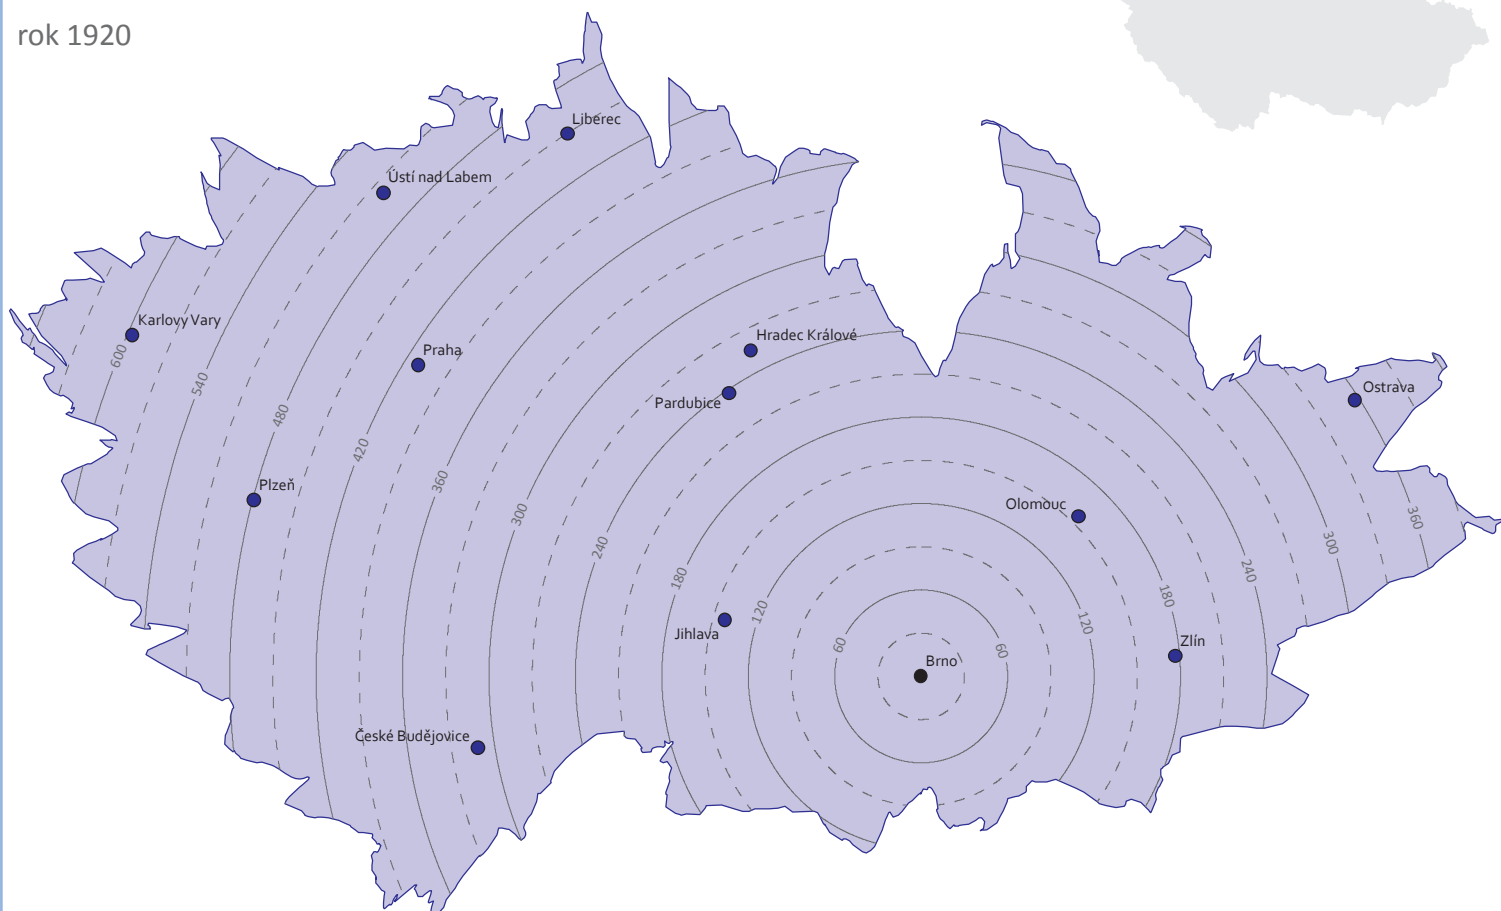 rok 1920
Liberec
Ústí nad Labem
Karlovy Vary
Praha
Hradec Králové
Pardubice
Ostrava
Plzeň
Olomouc
Jihlava
Zlín
Brno
České Budějovice
600
540
480
420
360
300
240
180
120
60
60
120
180
240
300
360